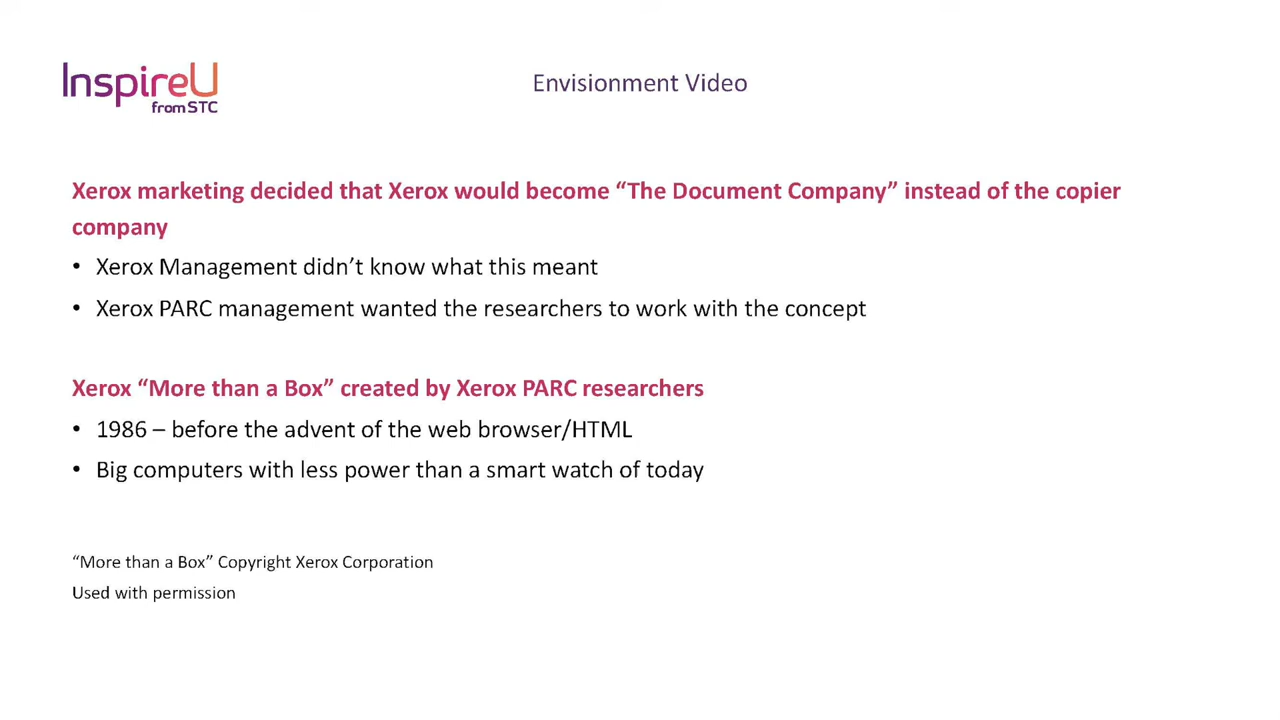 InspireU
from STC
Envisionment Video
Xerox marketing decided that Xerox would become “The Document Company” instead of the copier
company
• Xerox Management didn’t know what this meant
• Xerox PARC management wanted the researchers to work with the concept
Xerox “More than a Box” created by Xerox PARC researchers
• 1986 – before the advent of the web browser/HTML
• Big computers with less power than a smart watch of today
“More than a Box” Copyright Xerox Corporation
Used with permission